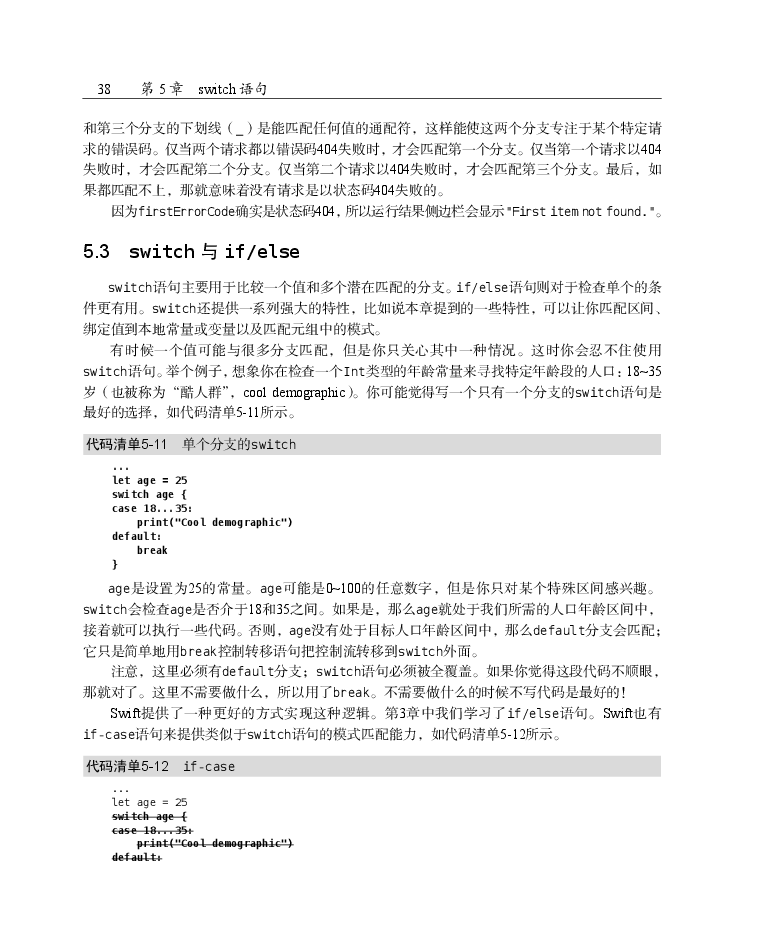 38 第 5 章 switch 语句
和第三个分支的下划线（_）是能匹配任何值的通配符，这样能使这两个分支专注于某个特定请
求的错误码。仅当两个请求都以错误码404失败时，才会匹配第一个分支。仅当第一个请求以404
失败时，才会匹配第二个分支。仅当第二个请求以404失败时，才会匹配第三个分支。最后，如
果都匹配不上，那就意味着没有请求是以状态码404失败的。
因为firstErrorCode确实是状态码404，所以运行结果侧边栏会显示"First item not found."。
5.3 switch 与 if/else
switch语句主要用于比较一个值和多个潜在匹配的分支。if/else语句则对于检查单个的条
件更有用。switch还提供一系列强大的特性，比如说本章提到的一些特性，可以让你匹配区间、
绑定值到本地常量或变量以及匹配元组中的模式。
有时候一个值可能与很多分支匹配，但是你只关心其中一种情况。这时你会忍不住使用
switch语句。举个例子，想象你在检查一个Int类型的年龄常量来寻找特定年龄段的人口：18~35
岁（也被称为“酷人群”，cool demographic）。你可能觉得写一个只有一个分支的switch语句是
最好的选择，如代码清单5-11所示。
代码清单5-11 单个分支的switch
...
let age = 25
switch age {
case 18...35:
    print("Cool demographic")
default:
    break
}
age是设置为25的常量。age可能是0~100的任意数字，但是你只对某个特殊区间感兴趣。
switch会检查age是否介于18和35之间。如果是，那么age就处于我们所需的人口年龄区间中，
接着就可以执行一些代码。否则，age没有处于目标人口年龄区间中，那么default分支会匹配；
它只是简单地用break控制转移语句把控制流转移到switch外面。
注意，这里必须有default分支；switch语句必须被全覆盖。如果你觉得这段代码不顺眼，
那就对了。这里不需要做什么，所以用了break。不需要做什么的时候不写代码是最好的！
Swift提供了一种更好的方式实现这种逻辑。第3章中我们学习了if/else语句。Swift也有
if-case语句来提供类似于switch语句的模式匹配能力，如代码清单5-12所示。
代码清单5-12 if-case
...
let age = 25
switch age {
case 18...35:
    print("Cool demographic")
default: